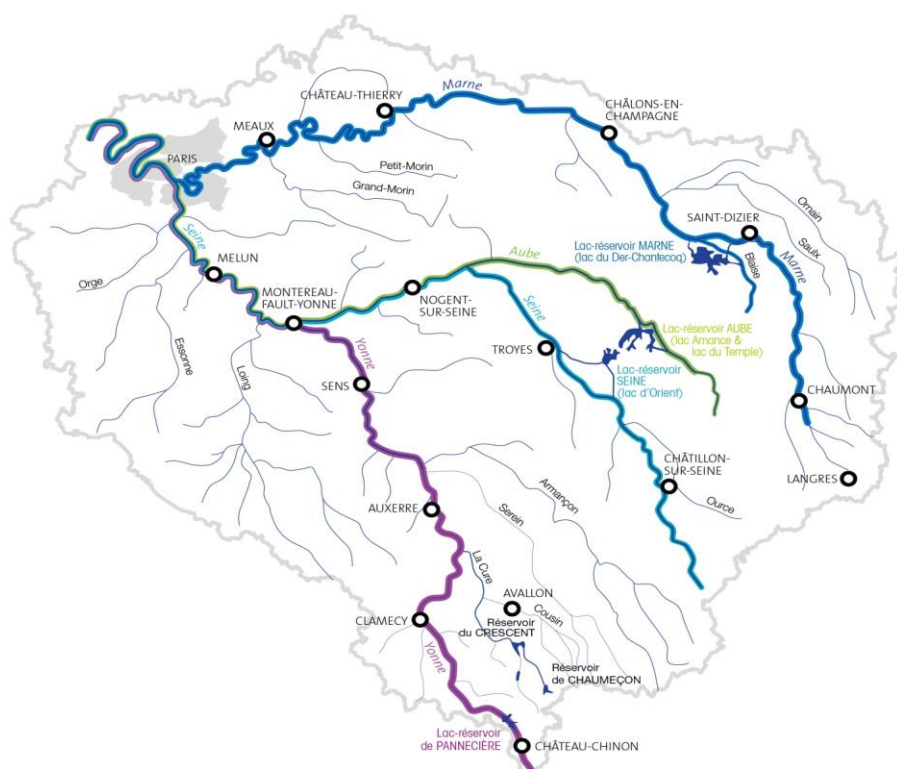 CHÂTEAU-THIERRY
Marne
CHÂLONS-EN-
CHAMPAGNE
MEAUX
PARIS
Petit-Morin
Grand-Morin
Ornain
SAINT-DIZIER
Saulx
Lac-réservoir MARNE
(lac du Der-Chantecoq)
Blaise
Marne
Seine
Aube
MELUN
Orge
MONTEREAU-
FAULT-YONNE
NOGENT-
SUR-SEINE
Seine
Lac-réservoir AUBE
(lac Amance &
lac du Temple)
TROYES
Essonne
Loing
Yonne
SENS
Lac-réservoir
SEINE
(lac d'Orient)
CHAUMONT
CHÂTILLON-
SUR-SEINE
LANGRES
Ource
Armançon
Serein
AUXERRE
La Cure
AVALLON
Cousin
CLAMECY
Réservoir
du CRESCENT
Yonne
Réservoir
de CHAUMEÇON
Lac-réservoir
de PANNECIÈRE
CHÂTEAU-CHINON